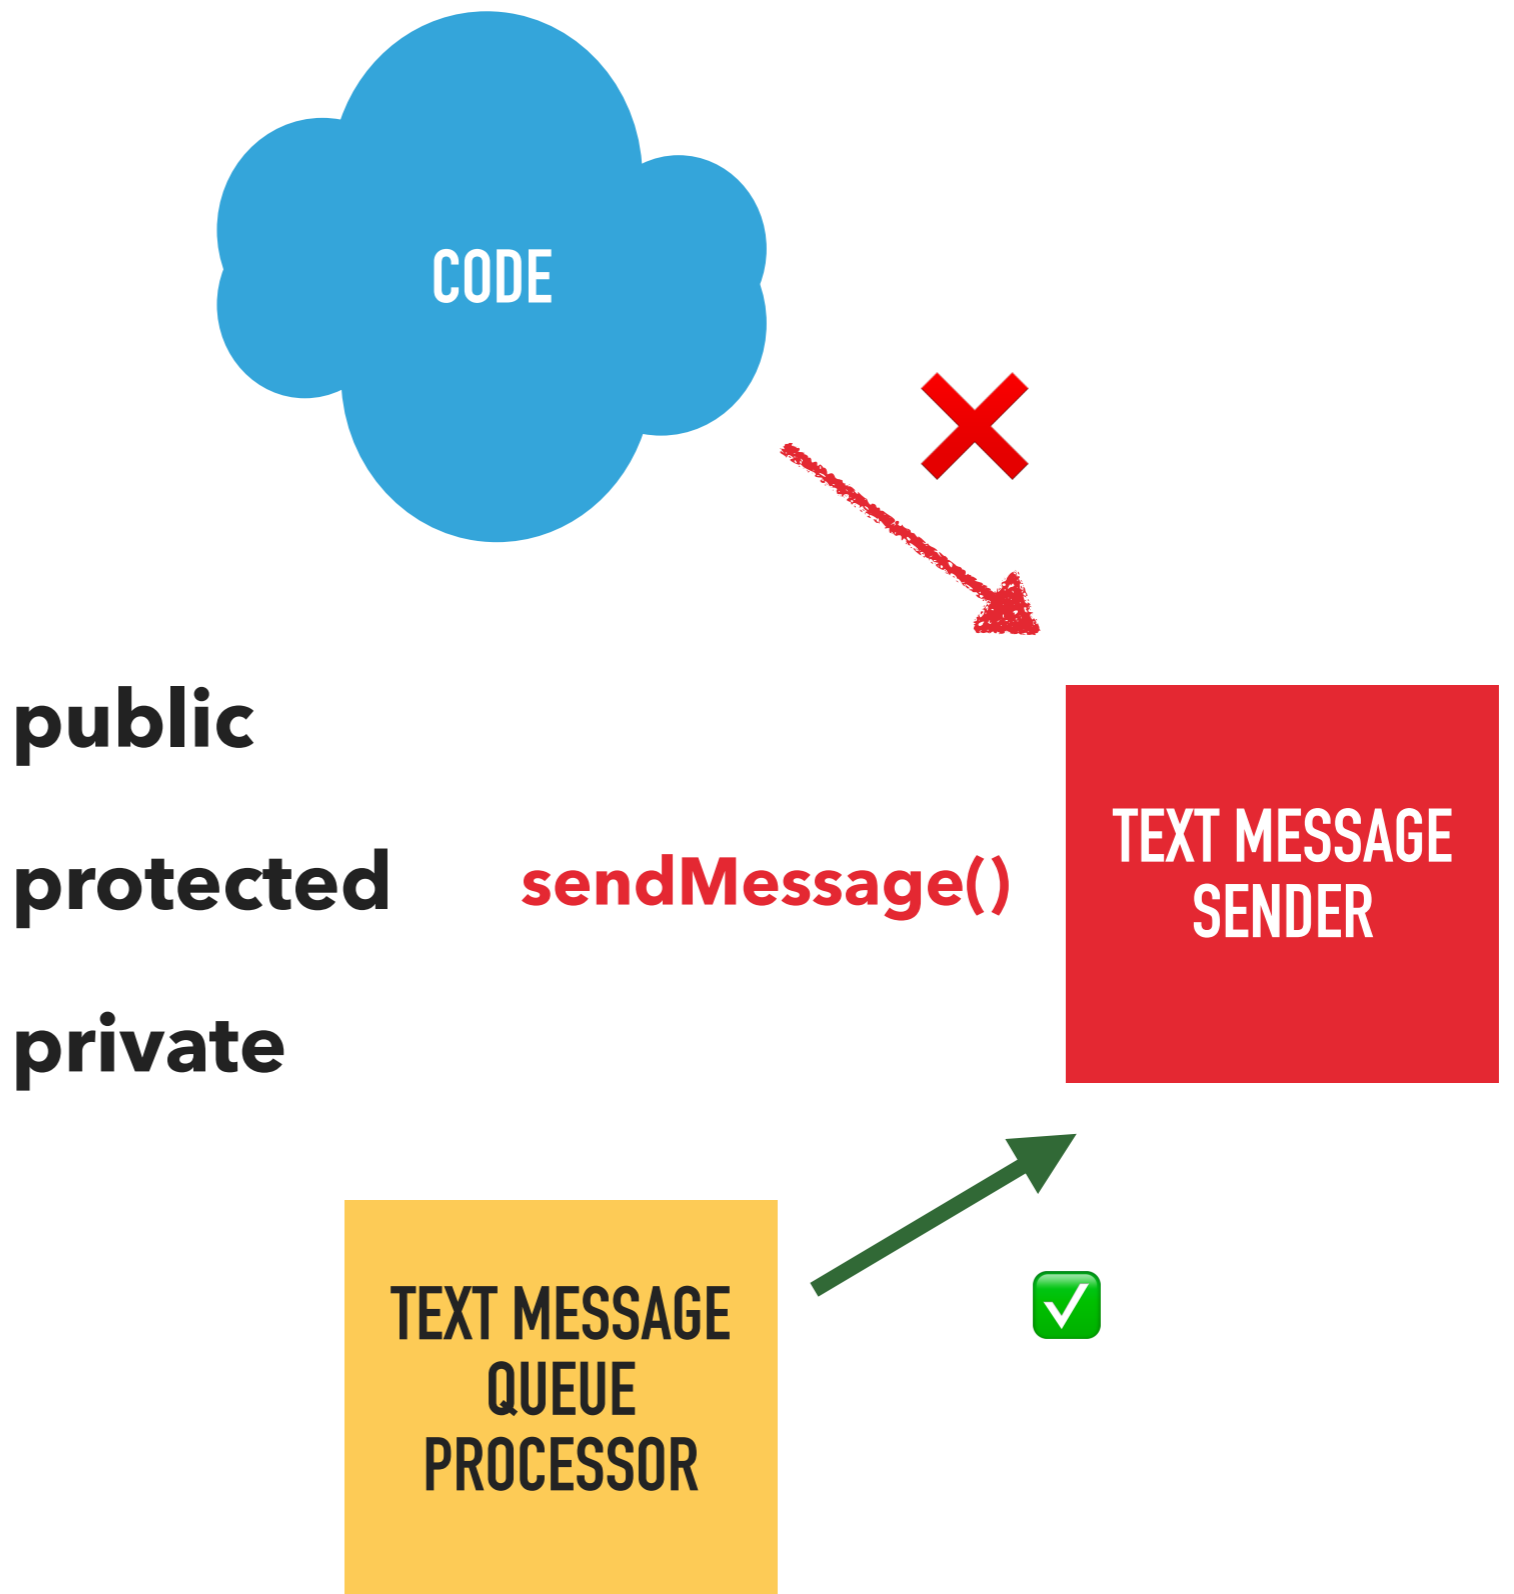 CODE
public
protected
sendMessage()
private
TEXT MESSAGE
SENDER
TEXT MESSAGE
QUEUE
PROCESSOR